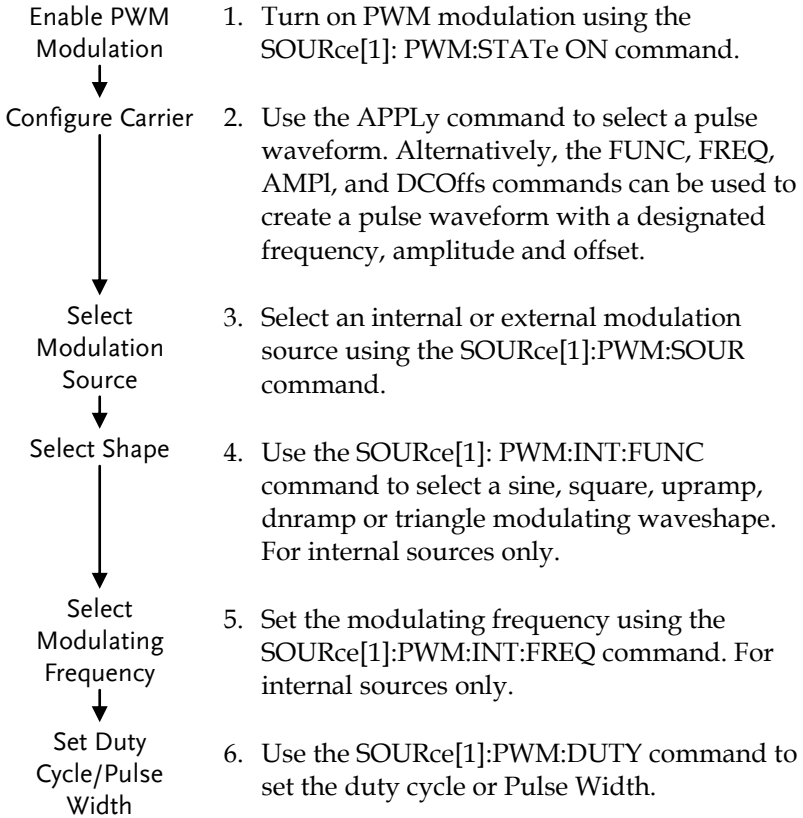 Enable PWM
Modulation
1. Turn on PWM modulation using the
SOURce[1]: PWM:STATe ON command.
Configure Carrier
2. Use the APPLy command to select a pulse
waveform. Alternatively, the FUNC, FREQ,
AMPl, and DCOffs commands can be used to
create a pulse waveform with a designated
frequency, amplitude and offset.
Select
Modulation
Source
3. Select an internal or external modulation
source using the SOURce[1]:PWM:SOUR
command.
Select Shape
4. Use the SOURce[1]: PWM:INT:FUNC
command to select a sine, square, upramp,
dnramp or triangle modulating waveshape.
For internal sources only.
Select
Modulating
Frequency
5. Set the modulating frequency using the
SOURce[1]:PWM:INT:FREQ command. For
internal sources only.
Set Duty
Cycle/Pulse
Width
6. Use the SOURce[1]:PWM:DUTY command to
set the duty cycle or Pulse Width.